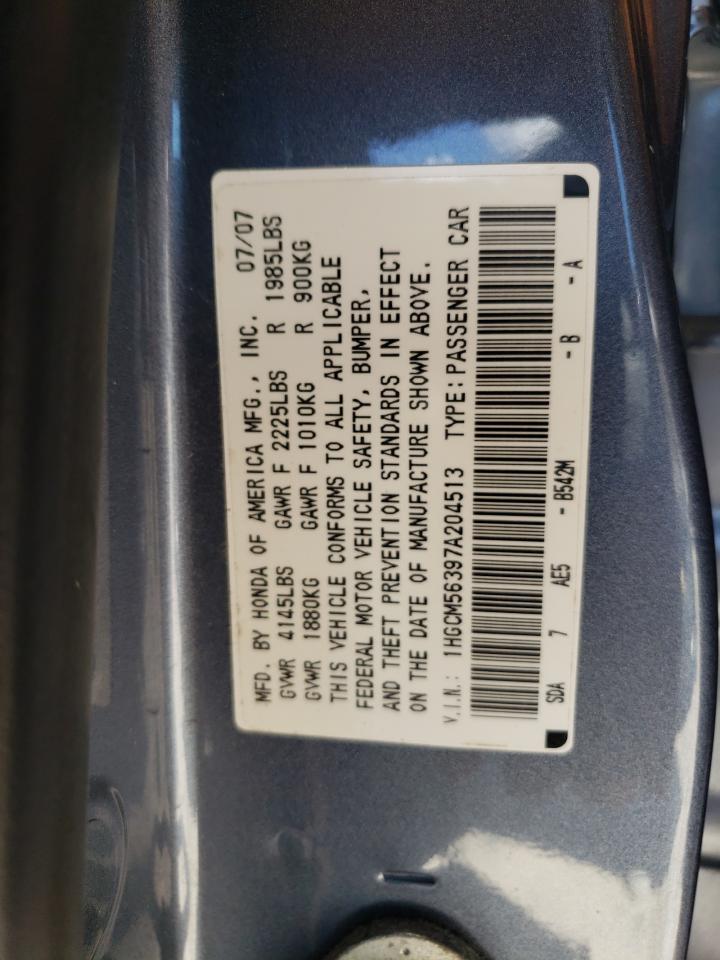 MFD. BY HONDA OF AMERICA MFG., INC. 07/07
GVWR 4145LBS GAWR F 2225LBS R 1985LBS
GVWR 1880KG GAWR F 1010KG R 900KG
THIS VEHICLE CONFORMS TO ALL APPLICABLE
FEDERAL MOTOR VEHICLE SAFETY, BUMPER,
AND THEFT PREVENTION STANDARDS IN EFFECT
ON THE DATE OF MANUFACTURE SHOWN ABOVE.
V.I.N.: 1HGCM56397A204513 TYPE: PASSENGER CAR
SDA 7 AE5 - B542M - B - A